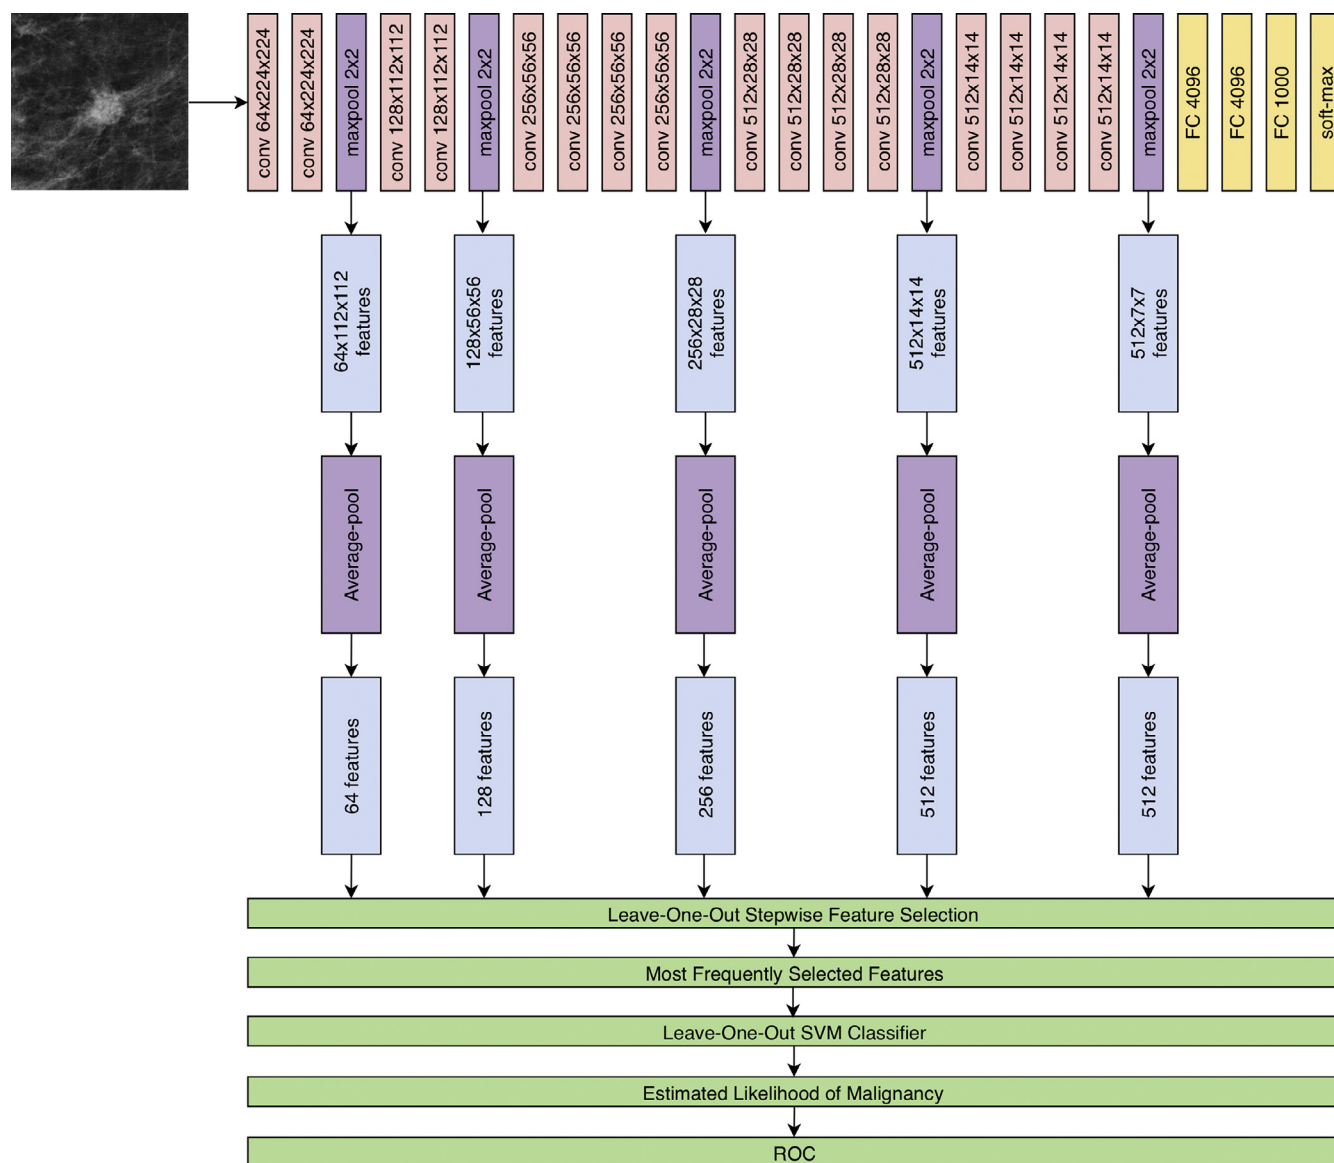 conv 64x224x224
conv 64x224x224
maxpool 2x2
conv 128x112x112
conv 128x112x112
maxpool 2x2
conv 256x56x56
conv 256x56x56
conv 256x56x56
conv 256x56x56
maxpool 2x2
conv 512x28x28
conv 512x28x28
conv 512x28x28
conv 512x28x28
maxpool 2x2
conv 512x14x14
conv 512x14x14
conv 512x14x14
conv 512x14x14
maxpool 2x2
FC 4096
FC 4096
FC 1000
soft-max
64x112x112
features
128x56x56
features
256x28x28
features
512x14x14
features
512x7x7
features
Average-pool
Average-pool
Average-pool
Average-pool
Average-pool
64 features
128 features
256 features
512 features
512 features
Leave-One-Out Stepwise Feature Selection
Most Frequently Selected Features
Leave-One-Out SVM Classifier
Estimated Likelihood of Malignancy
ROC